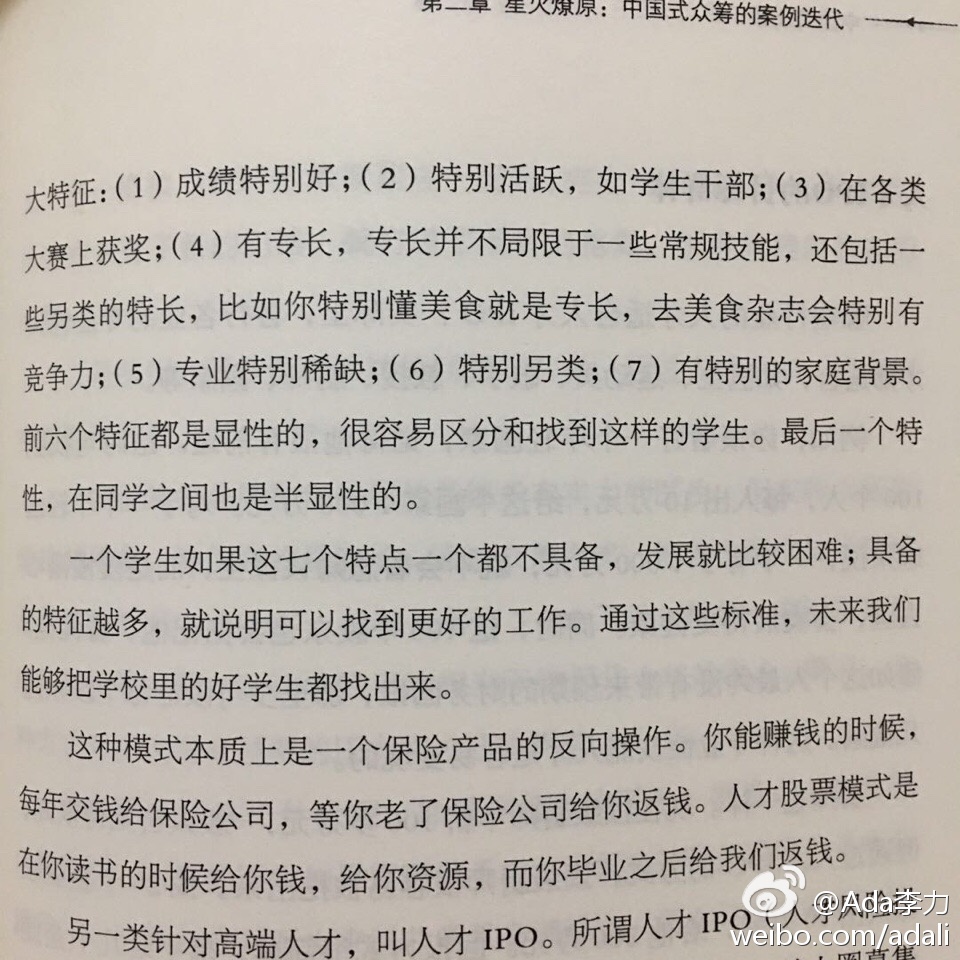 第二章 星火燎原：中国式众筹的案例迭代
大特征：（1）成绩特别好；（2）特别活跃，如学生干部；（3）在各类
大赛上获奖；（4）有专长，专长并不局限于一些常规技能，还包括一
些另类的特长，比如你特别懂美食就是专长，去美食杂志会特别有
竞争力；（5）专业特别稀缺；（6）特别另类；（7）有特别的家庭背景。
前六个特征都是显性的，很容易区分和找到这样的学生。最后一个特
性，在同学之间也是半显性的。
一个学生如果这七个特点一个都不具备，发展就比较困难；具备
的特征越多，就说明可以找到更好的工作。通过这些标准，未来我们
能够把学校里的好学生都找出来。
这种模式本质上是一个保险产品的反向操作。你能赚钱的时候，
每年交钱给保险公司，等你老了保险公司给你返钱。人才股票模式是
在你读书的时候给你钱，给你资源，而你毕业之后给我们返钱。
另一类针对高端人才，叫人才 IPO。所谓人才 IPO（人才风险
@Ada李力
weibo.com/adali